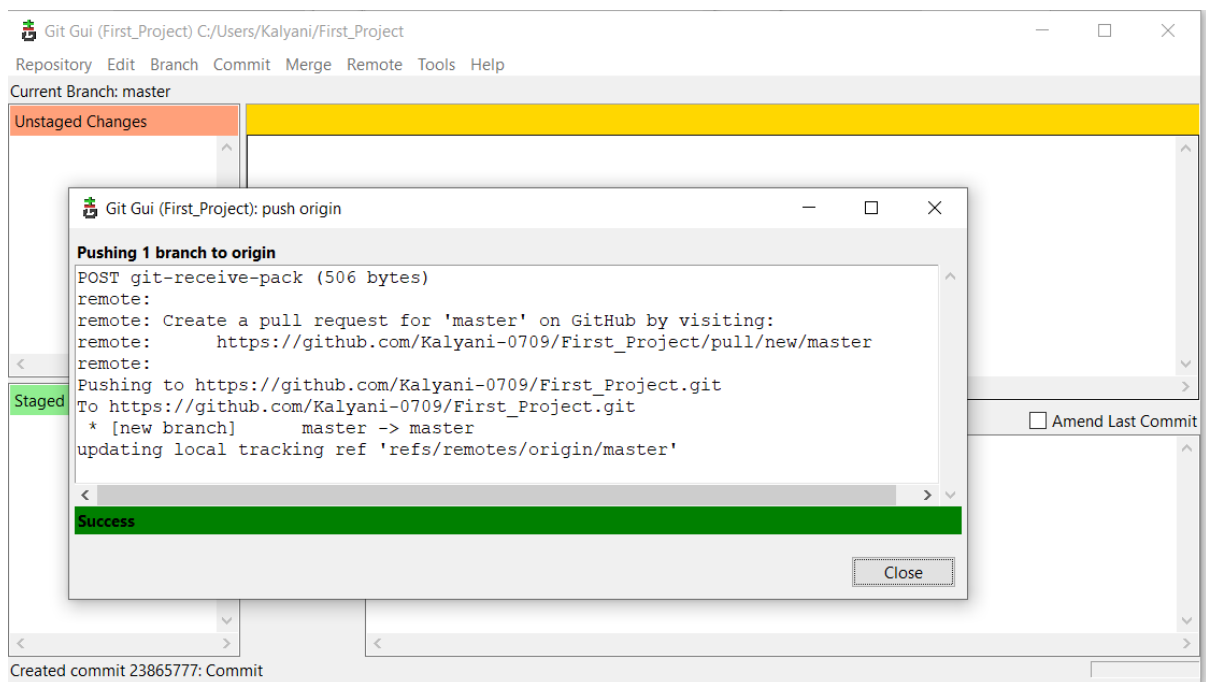 Git Gui (First_Project) C:/Users/Kalyani/First_Project
Repository Edit Branch Commit Merge Remote Tools Help
Current Branch: master
Unstaged Changes
Git Gui (First_Project): push origin
Pushing 1 branch to origin
POST git-receive-pack (506 bytes)
remote:
remote: Create a pull request for 'master' on GitHub by visiting:
remote:      https://github.com/Kalyani-0709/First_Project/pull/new/master
remote:
Pushing to https://github.com/Kalyani-0709/First_Project.git
To https://github.com/Kalyani-0709/First_Project.git
 * [new branch]      master -> master
updating local tracking ref 'refs/remotes/origin/master'
Success
Close
Staged
Amend Last Commit
Created commit 23865777: Commit